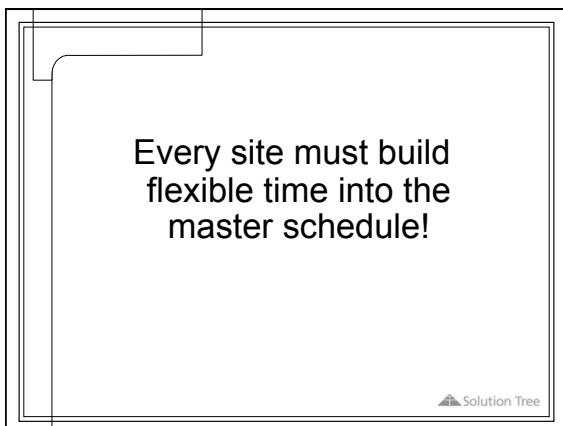 Every site must build
flexible time into the
master schedule!
Solution Tree